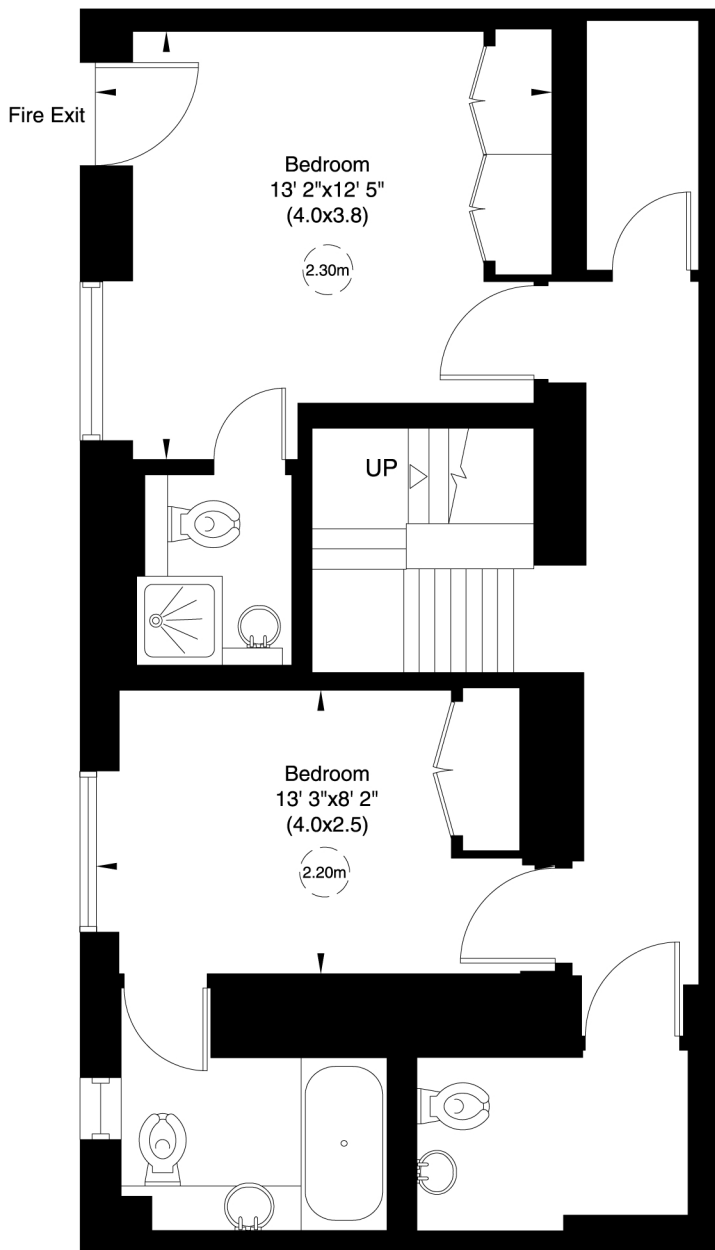 Fire Exit
Bedroom
13' 2"x12' 5"
(4.0x3.8)
2.30m
UP
Bedroom
13' 3"x8' 2"
(4.0x2.5)
2.20m